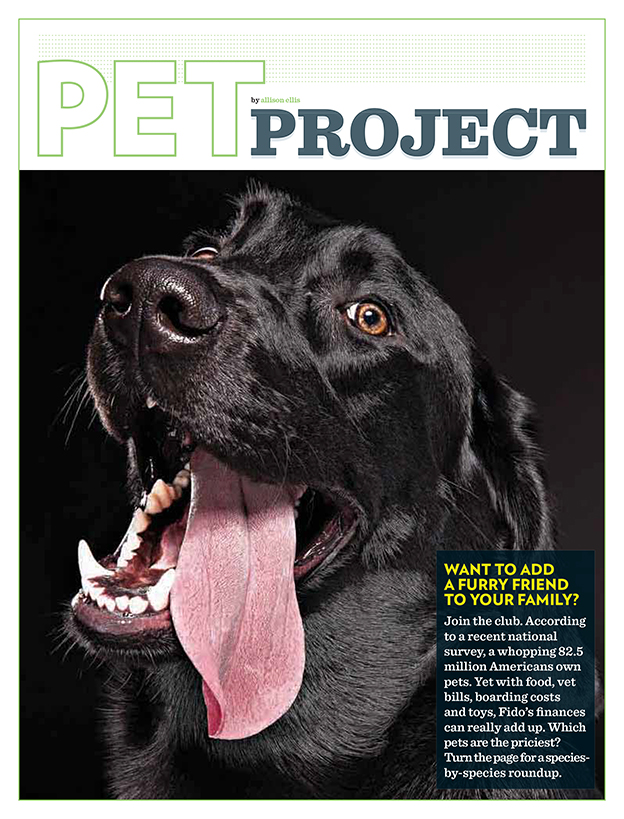 PET
by allison ellis
PROJECT
WANT TO ADD
A FURRY FRIEND
TO YOUR FAMILY?
Join the club. According
to a recent national
survey, a whopping 82.5
million Americans own
pets. Yet with food, vet
bills, boarding costs
and toys, Fido's finances
can really add up. Which
pets are the priciest?
Turn the page for a species-
by-species roundup.